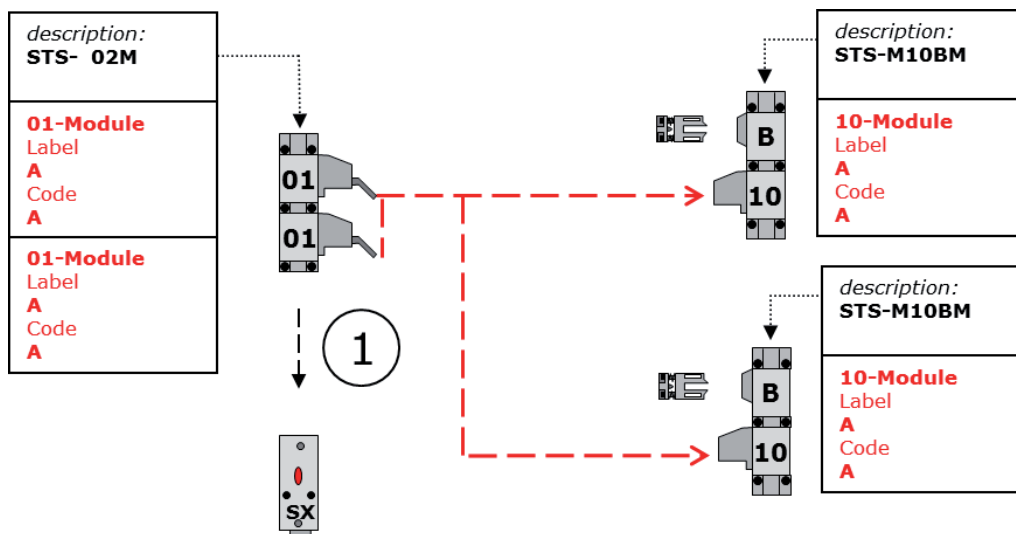 description:
STS- 02M
01-Module
Label
A
Code
A
01-Module
Label
A
Code
A
01
01
1
SX
description:
STS-M10BM
10-Module
Label
A
Code
A
B
10
description:
STS-M10BM
10-Module
Label
A
Code
A
B
10